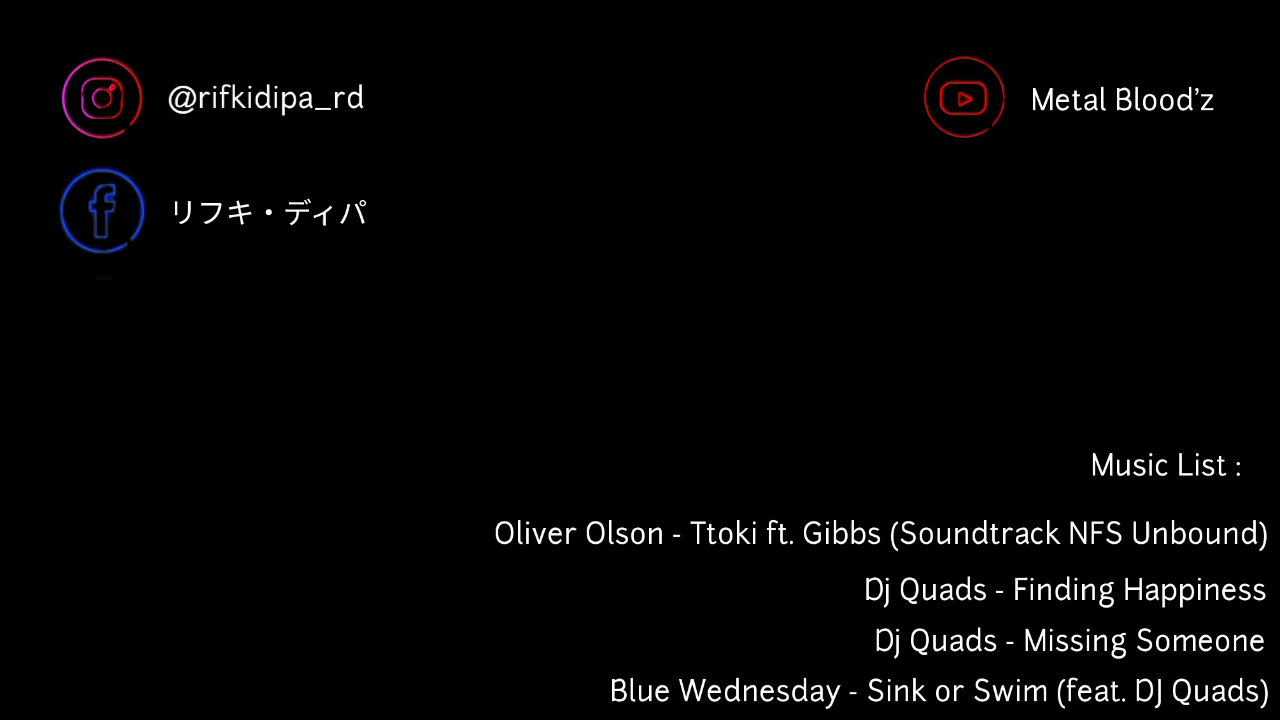 @rifkidipa_rd
Metal Blood’z
リフキ・ディパ
Music List :
Oliver Olson - Ttoki ft. Gibbs (Soundtrack NFS Unbound)
Dj Quads - Finding Happiness
Dj Quads - Missing Someone
Blue Wednesday - Sink or Swim (feat. DJ Quads)